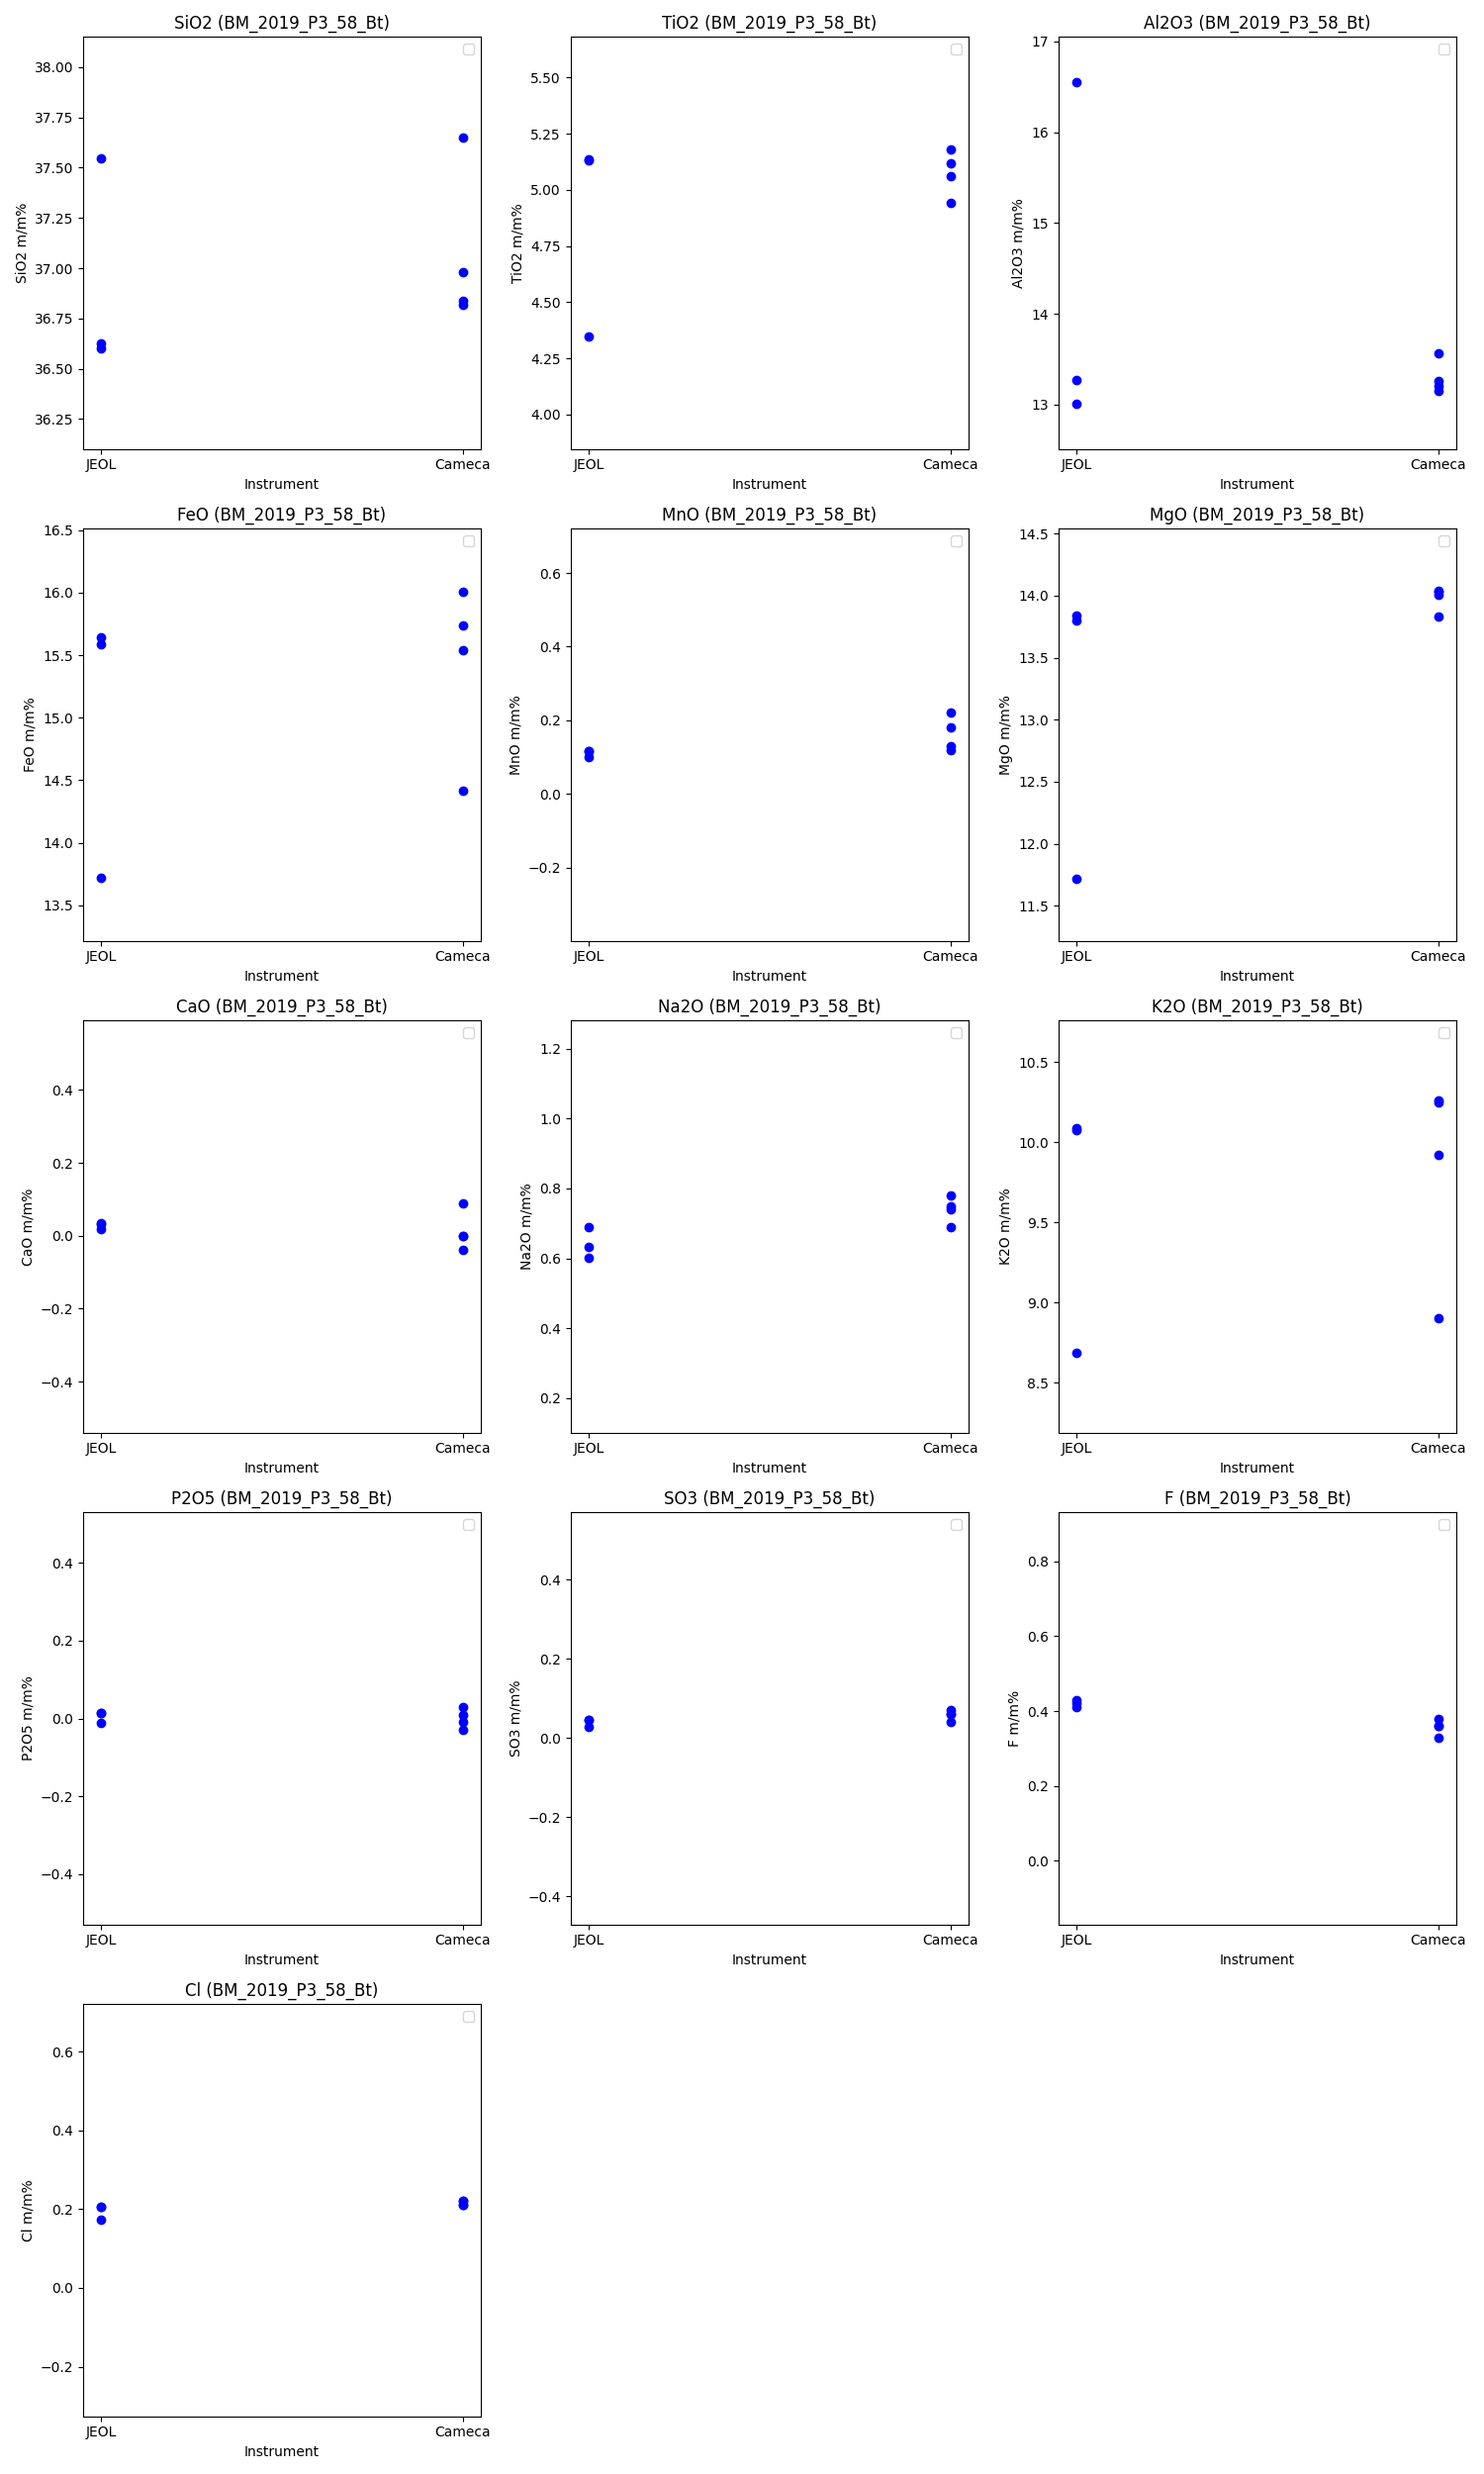 SiO2 (BM_2019_P3_58_Bt)
38.00
37.75
37.50
37.25
37.00
36.75
36.50
36.25
SiO2 m/m%
JEOL
Cameca
Instrument
TiO2 (BM_2019_P3_58_Bt)
5.50
5.25
5.00
4.75
4.50
4.25
4.00
TiO2 m/m%
JEOL
Cameca
Instrument
Al2O3 (BM_2019_P3_58_Bt)
17
16
15
14
13
Al2O3 m/m%
JEOL
Cameca
Instrument
FeO (BM_2019_P3_58_Bt)
16.5
16.0
15.5
15.0
14.5
14.0
13.5
FeO m/m%
JEOL
Cameca
Instrument
MnO (BM_2019_P3_58_Bt)
0.6
0.4
0.2
0.0
−0.2
MnO m/m%
JEOL
Cameca
Instrument
MgO (BM_2019_P3_58_Bt)
14.5
14.0
13.5
13.0
12.5
12.0
11.5
MgO m/m%
JEOL
Cameca
Instrument
CaO (BM_2019_P3_58_Bt)
0.4
0.2
0.0
−0.2
−0.4
CaO m/m%
JEOL
Cameca
Instrument
Na2O (BM_2019_P3_58_Bt)
1.2
1.0
0.8
0.6
0.4
0.2
Na2O m/m%
JEOL
Cameca
Instrument
K2O (BM_2019_P3_58_Bt)
10.5
10.0
9.5
9.0
8.5
K2O m/m%
JEOL
Cameca
Instrument
P2O5 (BM_2019_P3_58_Bt)
0.4
0.2
0.0
−0.2
−0.4
P2O5 m/m%
JEOL
Cameca
Instrument
SO3 (BM_2019_P3_58_Bt)
0.4
0.2
0.0
−0.2
−0.4
SO3 m/m%
JEOL
Cameca
Instrument
F (BM_2019_P3_58_Bt)
0.8
0.6
0.4
0.2
0.0
F m/m%
JEOL
Cameca
Instrument
Cl (BM_2019_P3_58_Bt)
0.6
0.4
0.2
0.0
−0.2
Cl m/m%
JEOL
Cameca
Instrument